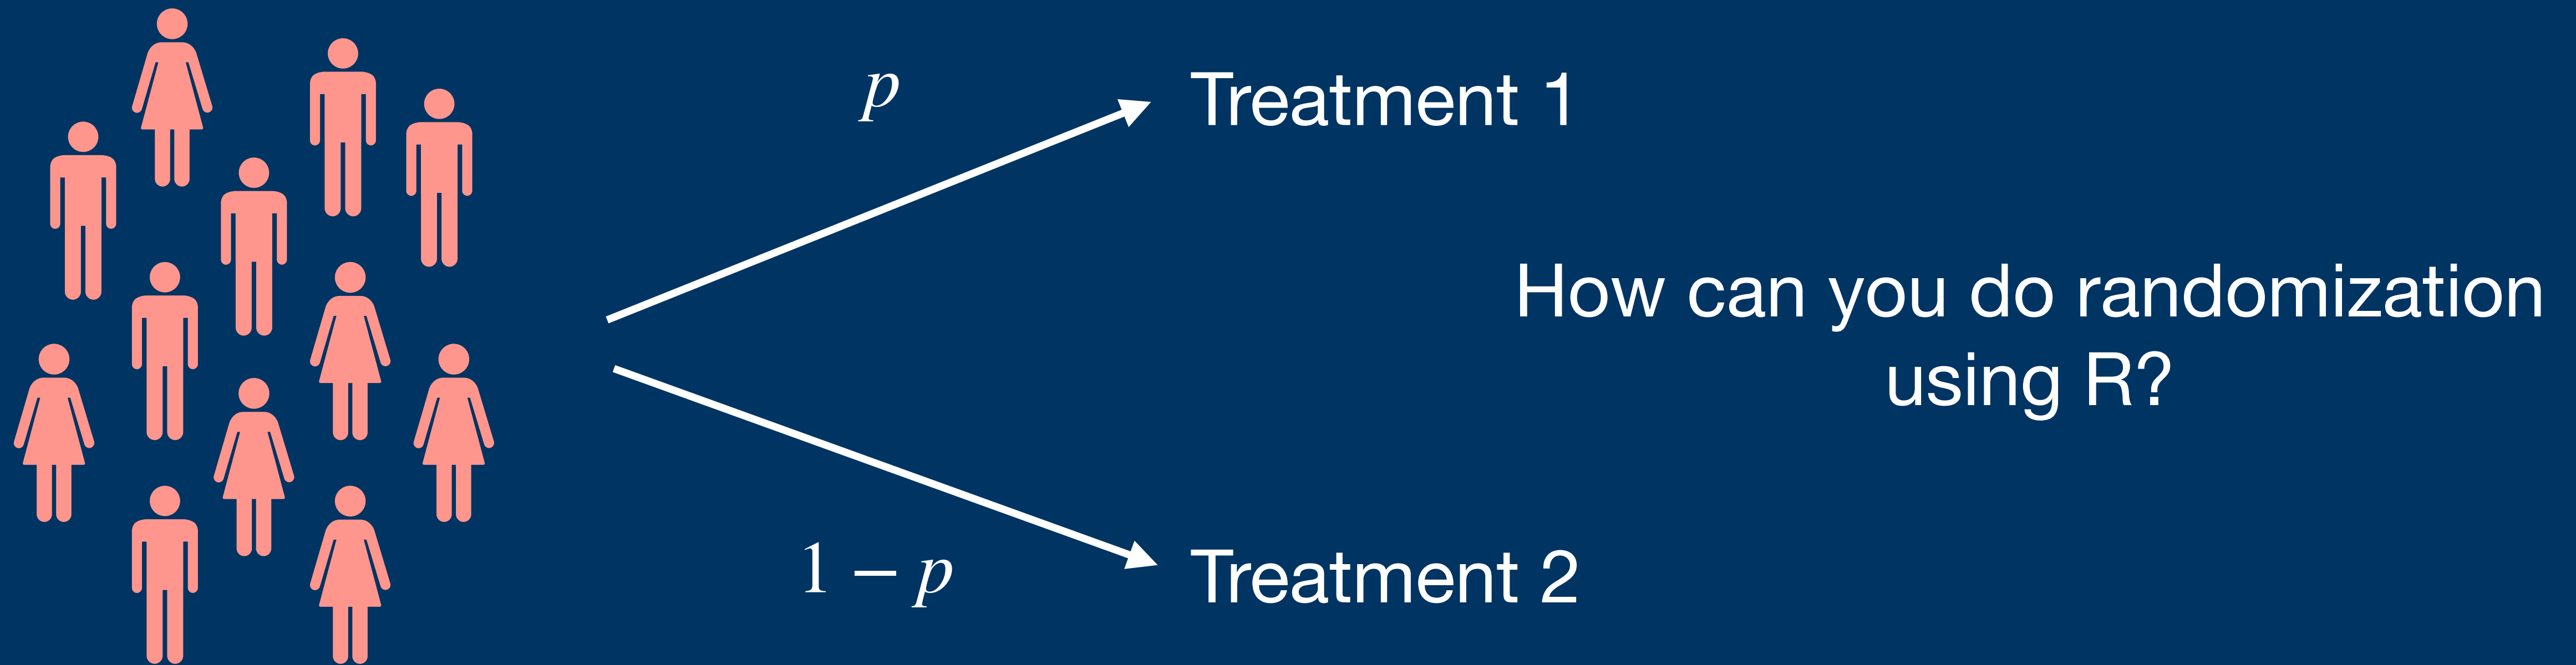 p
Treatment 1
How can you do randomization
using R?
1 − p
Treatment 2